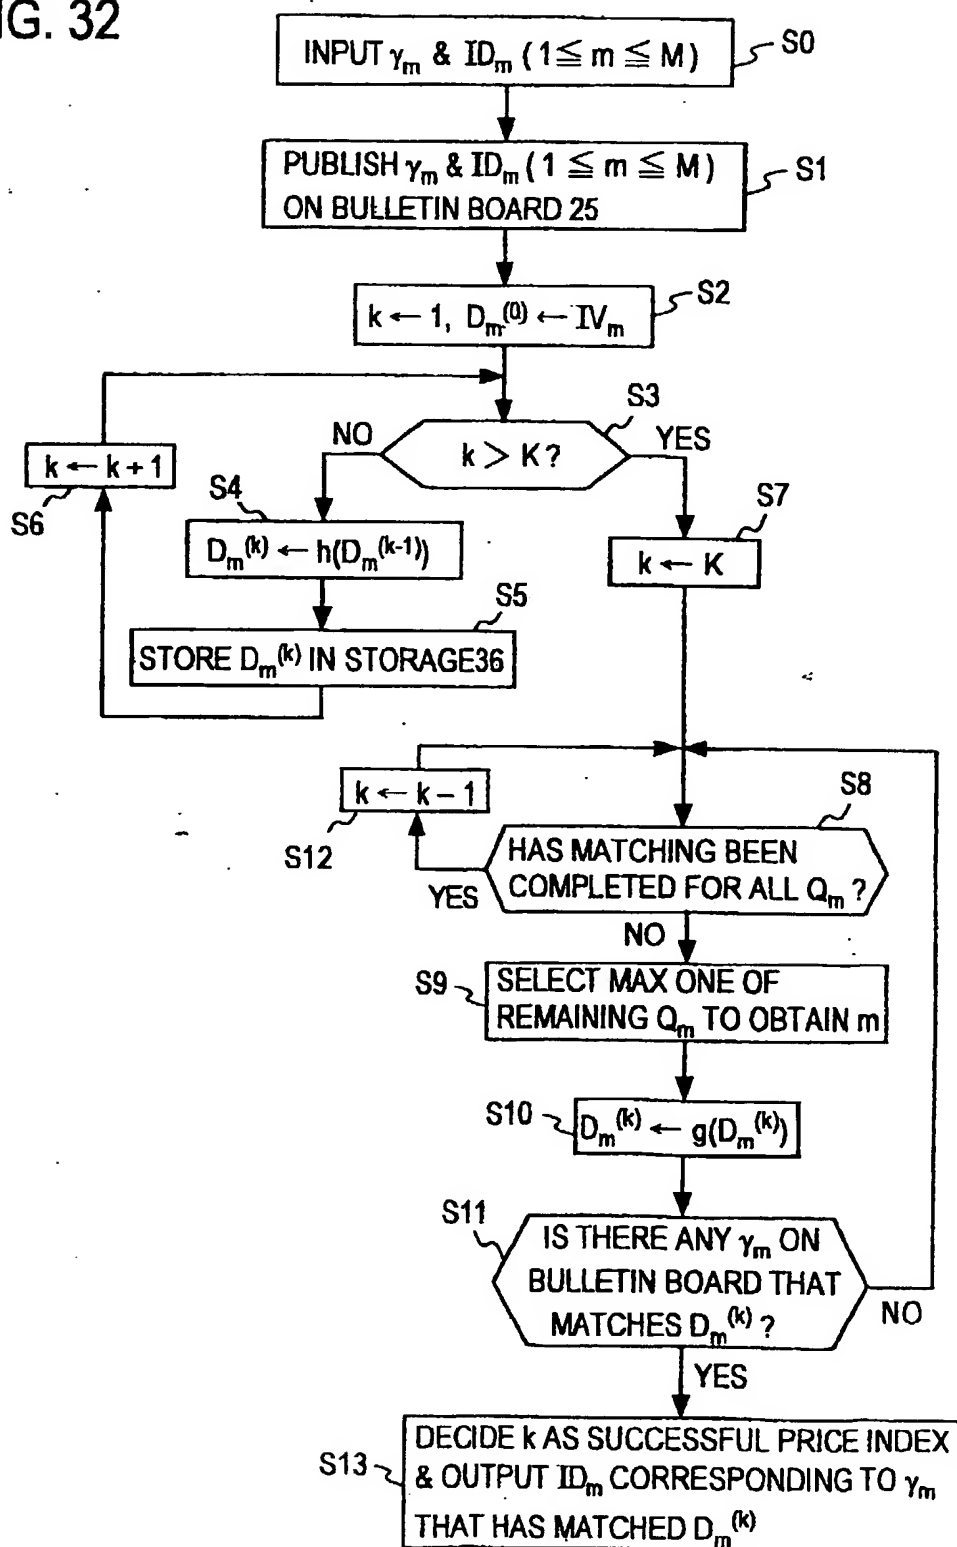 IG. 32
INPUT γm & IDm (1≦ m ≦ M)
S0
PUBLISH γm & IDm (1 ≦ m ≦ M)
ON BULLETIN BOARD 25
S1
k ← 1, Dm(0) ← IVm
S2
S3
NO
k > K?
YES
k ← k + 1
S6
S4
Dm(k) ← h(Dm(k-1))
S7
k ← K
S5
STORE Dm(k) IN STORAGE36
k ← k – 1
S12
S8
HAS MATCHING BEEN
COMPLETED FOR ALL Qm ?
YES
NO
S9
SELECT MAX ONE OF
REMAINING Qm TO OBTAIN m
S10
Dm(k) ← g(Dm(k))
S11
IS THERE ANY γm ON
BULLETIN BOARD THAT
MATCHES Dm(k) ?
NO
YES
S13
DECIDE k AS SUCCESSFUL PRICE INDEX
& OUTPUT IDm CORRESPONDING TO γm
THAT HAS MATCHED Dm(k)